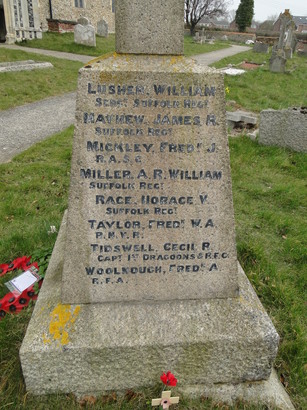 LUSHER, WILLIAM
SERGT SUFFOLK REGT
MATHEW, JAMES R.
SUFFOLK REGT
MICKLEY, FREDK J.
R.A.S.C.
MILLER, A.R. WILLIAM
SUFFOLK REGT
RACE, HORACE V.
SUFFOLK REGT
TAYLOR, FREDK W.A.
R.N.V.R.
TIDSWELL, CECIL R.
CAPT 1ST DRAGOONS & R.F.C.
WOOLNOUGH, FREDK A.
R.F.A.